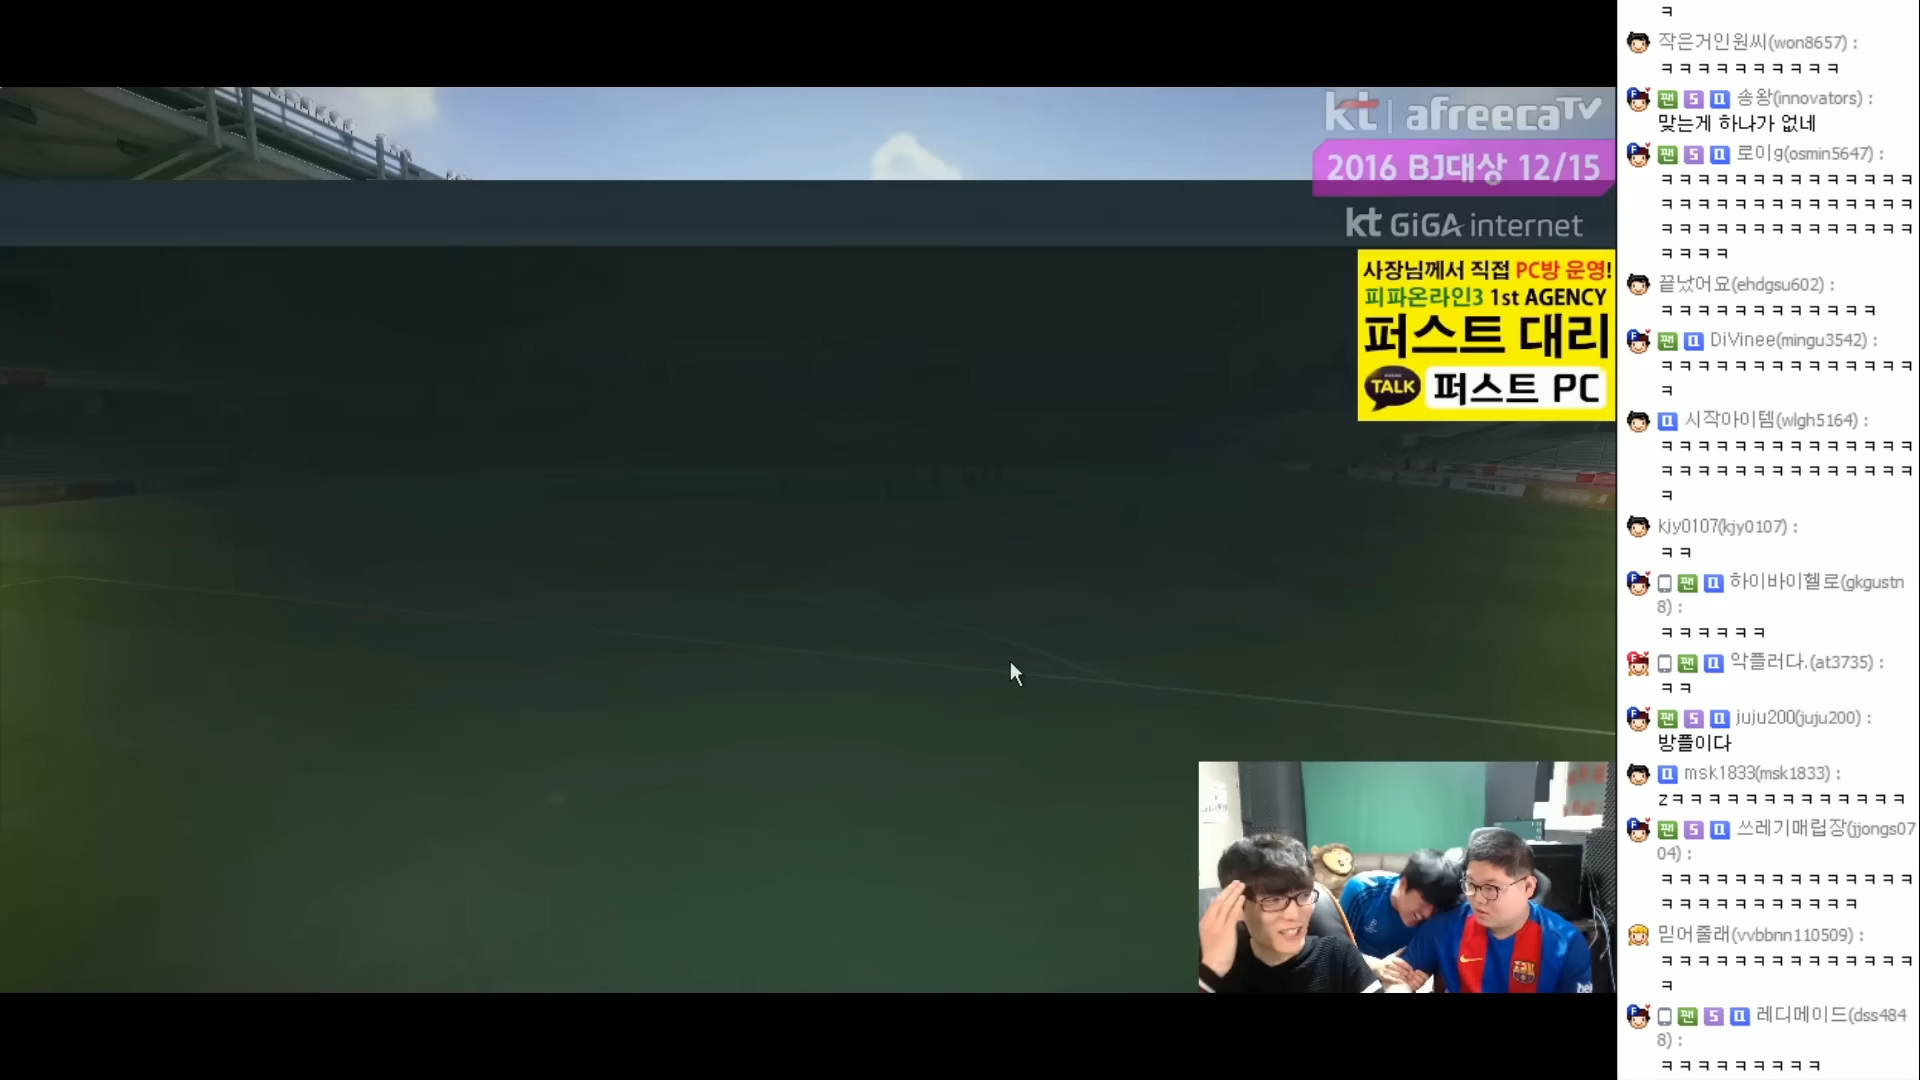 kt | afreecaTV
2016 BJ대상 12/15
kt GiGA internet
사장님께서 직접 PC방 운영!
피파온라인3 1st AGENCY
퍼스트 대리
TALK 퍼스트 PC
ㅋ
작은거인원씨(won8657) :
ㅋㅋㅋㅋㅋㅋㅋㅋㅋㅋ
팬 S 송왕(innovators) :
맞는게 하나가 없네
팬 S 로이g(osmin5647) :
ㅋㅋㅋㅋㅋㅋㅋㅋㅋㅋㅋㅋㅋㅋ
ㅋㅋㅋㅋㅋㅋㅋㅋㅋㅋㅋㅋㅋㅋ
ㅋㅋㅋㅋㅋㅋㅋㅋㅋㅋㅋㅋㅋㅋ
ㅋㅋㅋㅋ
끝났어요(ehdgsu602) :
ㅋㅋㅋㅋㅋㅋㅋㅋㅋㅋㅋㅋ
팬 DiVinee(mingu3542) :
ㅋㅋㅋㅋㅋㅋㅋㅋㅋㅋㅋㅋㅋㅋ
ㅋ
시작아이템(wlgh5164) :
ㅋㅋㅋㅋㅋㅋㅋㅋㅋㅋㅋㅋㅋㅋ
ㅋㅋㅋㅋㅋㅋㅋㅋㅋㅋㅋㅋㅋㅋ
ㅋ
kjy0107(kjy0107) :
ㅋㅋ
팬 하이바이헬로(gkgustn
8) :
ㅋㅋㅋㅋㅋㅋ
팬 악플러다.(at3735) :
ㅋㅋ
팬 S juju200(juju200) :
방플이다
msk1833(msk1833) :
zㅋㅋㅋㅋㅋㅋㅋㅋㅋㅋㅋㅋㅋ
팬 S 쓰레기매립장(jjongs07
04) :
ㅋㅋㅋㅋㅋㅋㅋㅋㅋㅋㅋㅋㅋㅋ
ㅋㅋㅋㅋㅋㅋㅋㅋㅋㅋㅋ
믿어줄래(vvbbnn110509) :
ㅋㅋㅋㅋㅋㅋㅋㅋㅋㅋㅋㅋㅋㅋ
ㅋ
팬 S 레디메이드(dss484
8) :
ㅋㅋㅋㅋㅋㅋㅋㅋㅋ